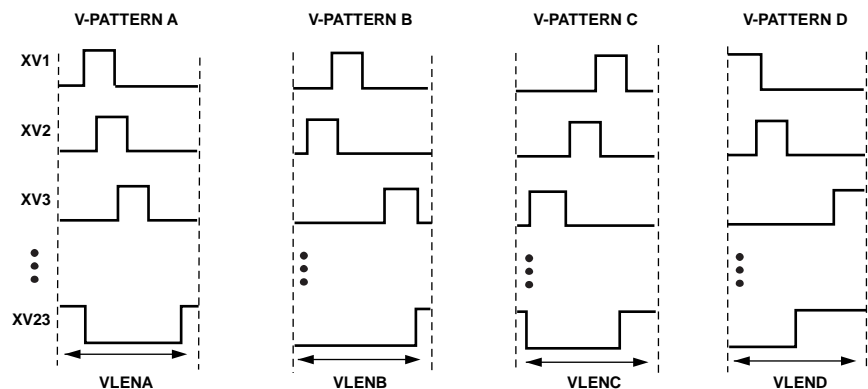 V-PATTERN A V-PATTERN B V-PATTERN C V-PATTERN D
XV1
XV2
XV3
XV23
VLENA VLENB VLENC VLEND